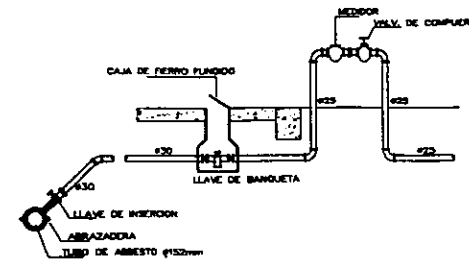 MEDIDOR
VALV. DE COMPUER
CAJA DE FIERRO FUNDIDO
ø25
ø25
ø30
ø25
LLAVE DE BANQUETA
ø30
LLAVE DE INSERCION
ABRAZADERA
TUBO DE ASBESTO ø152mm